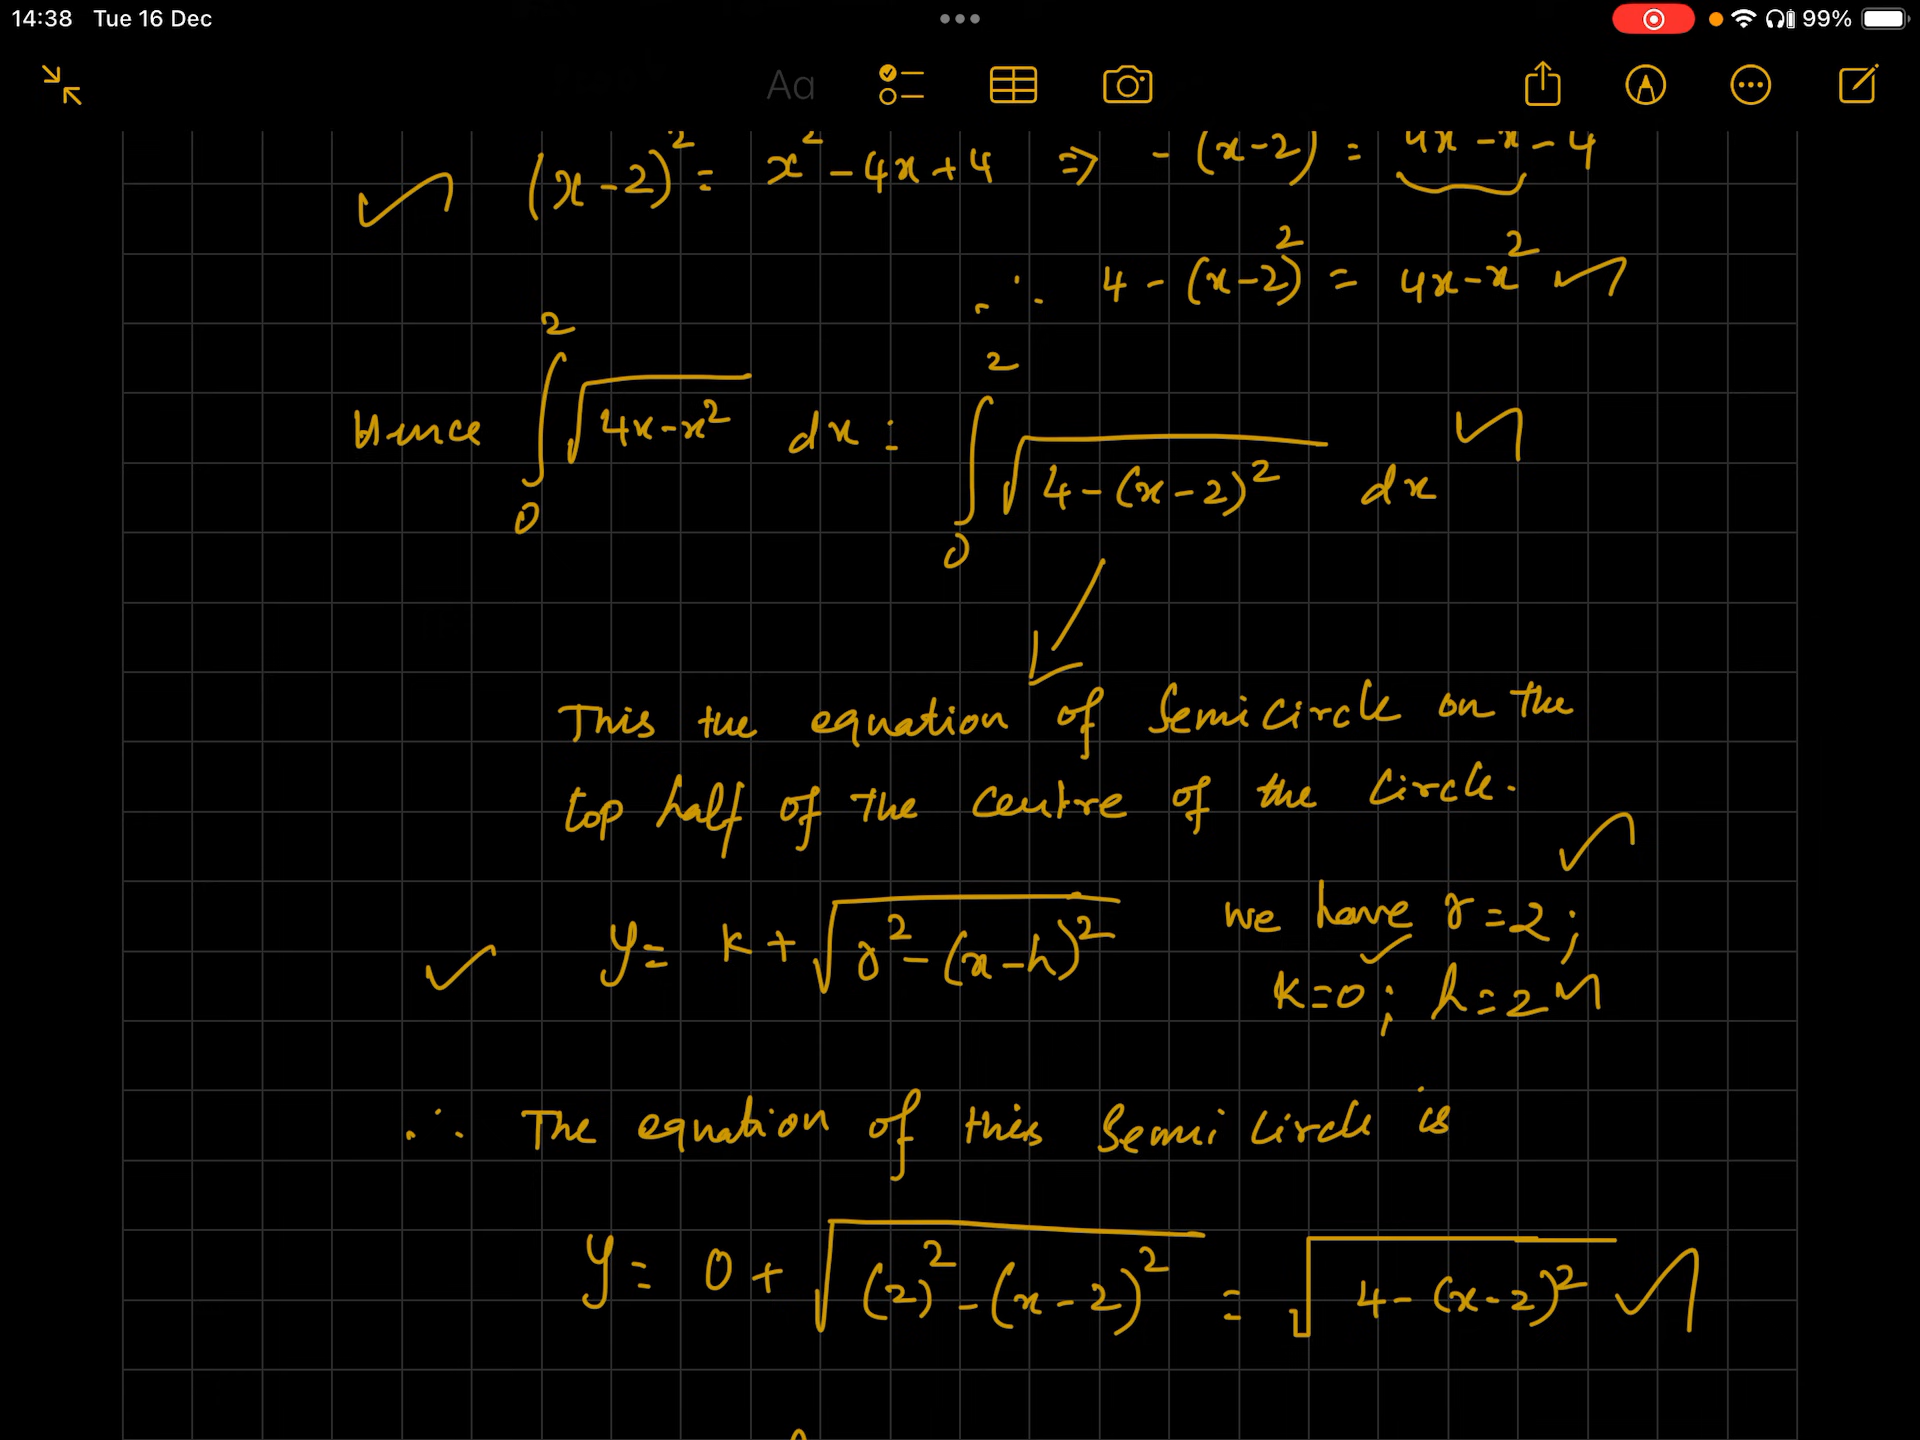 14:38 Tue 16 Dec 99%
Aa
(x-2)² = x² - 4x + 4 ⇒ -(x-2) = 4x - x - 4
∴ 4 - (x-2)² = 4x - x²
Hence ∫₀² √(4x-x²) dx = ∫₀² √(4-(x-2)²) dx
This the equation of Semicircle on the
top half of the centre of the circle.
y = k + √(r² - (x-h)²) we have r = 2;
k=0; h=2
∴ The equation of this Semi circle is
y = 0 + √((2)² - (x-2)²) = √(4-(x-2)²)